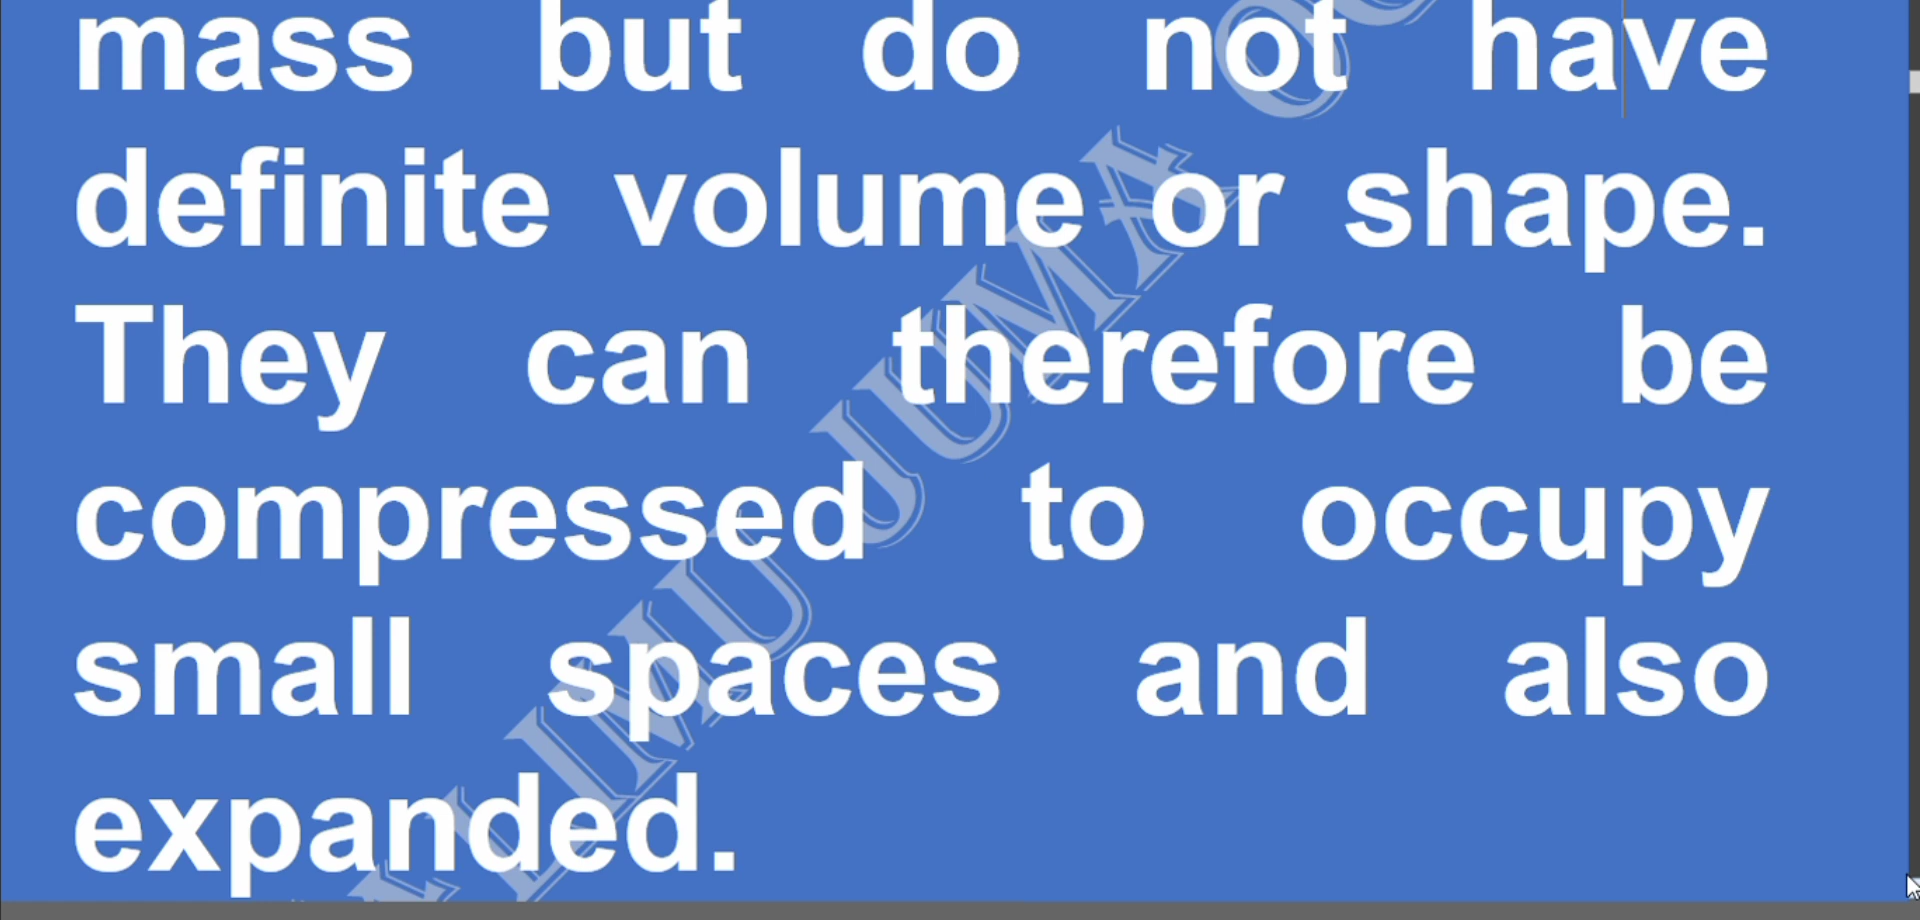 mass but do not have
definite volume or shape.
They can therefore be
compressed to occupy
small spaces and also
expanded.